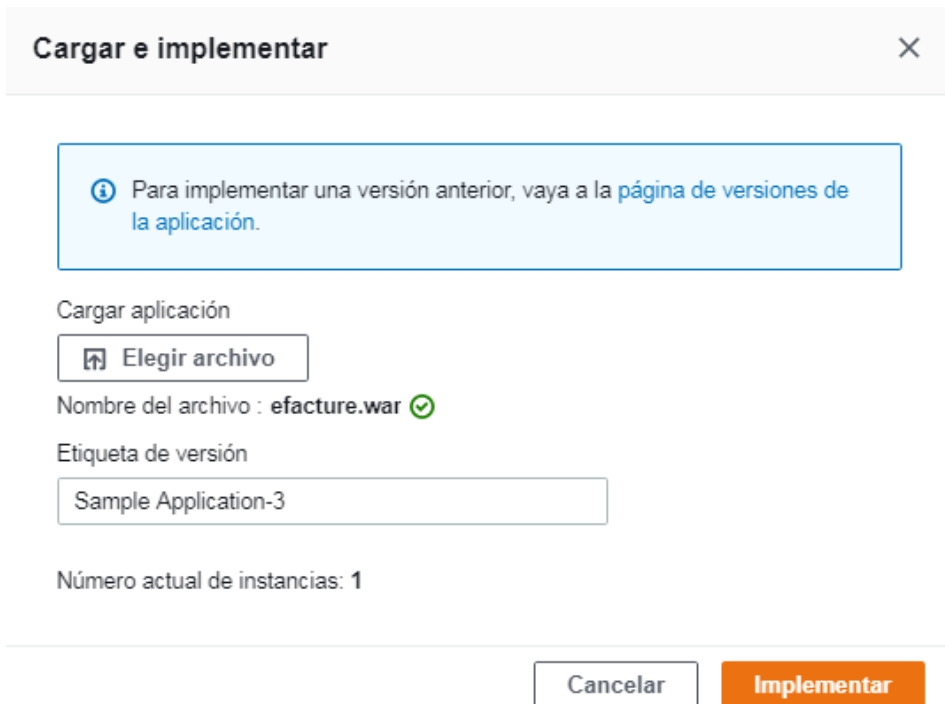 Cargar e implementar
Para implementar una versión anterior, vaya a la página de versiones de
la aplicación.
Cargar aplicación
Elegir archivo
Nombre del archivo : efacture.war
Etiqueta de versión
Sample Application-3
Número actual de instancias: 1
Cancelar
Implementar